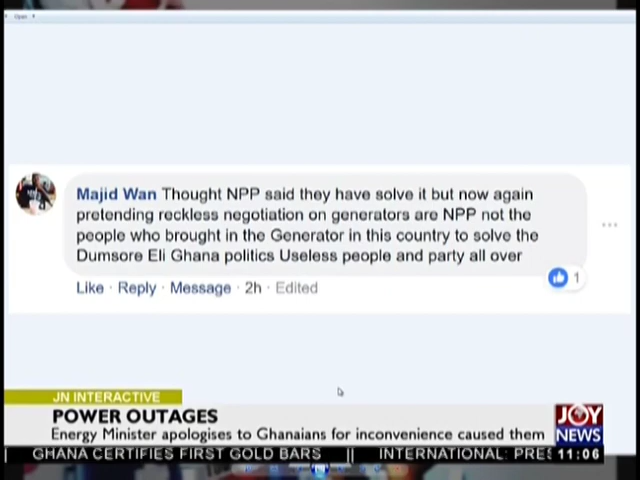 Open
Majid Wan Thought NPP said they have solve it but now again
pretending reckless negotiation on generators are NPP not the
people who brought in the Generator in this country to solve the
Dumsore Eli Ghana politics Useless people and party all over
1
Like · Reply · Message · 2h · Edited
JN INTERACTIVE
POWER OUTAGES
Energy Minister apologises to Ghanaians for inconvenience caused them
JOY
NEWS
GHANA CERTIFIES FIRST GOLD BARS || INTERNATIONAL: PRES
11:06